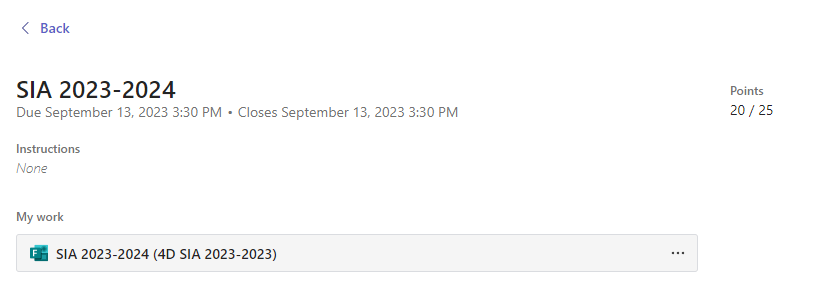 Back
SIA 2023-2024
Due September 13, 2023 3:30 PM • Closes September 13, 2023 3:30 PM
Points
20 / 25
Instructions
None
My work
SIA 2023-2024 (4D SIA 2023-2023)